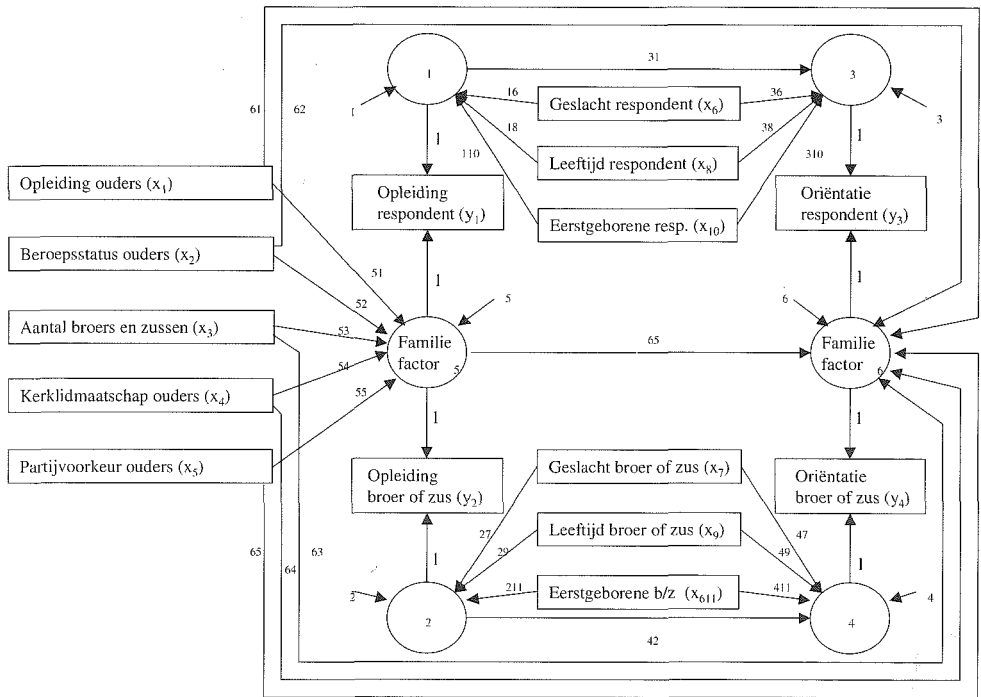 1
31
3
61
62
16
Geslacht respondent (x6)
36
1
3
18
1
38
1
110
Leeftijd respondent (x8)
310
Opleiding ouders (x1)
Opleiding
respondent (y1)
Oriëntatie
respondent (y3)
Eerstgeborene resp. (x10)
Beroepsstatus ouders (x2)
51
1
1
52
5
6
Aantal broers en zussen (x3)
53
Familie
factor
5
65
Familie
factor
6
54
Kerklidmaatschap ouders (x4)
55
1
1
Partijvoorkeur ouders (x5)
Opleiding
broer of zus (y2)
Geslacht broer of zus (x7)
Oriëntatie
broer of zus (y4)
27
47
Leeftijd broer of zus (x9)
65
63
1
29
49
1
64
211
Eerstgeborene b/z (x611)
411
2
4
2
4
42